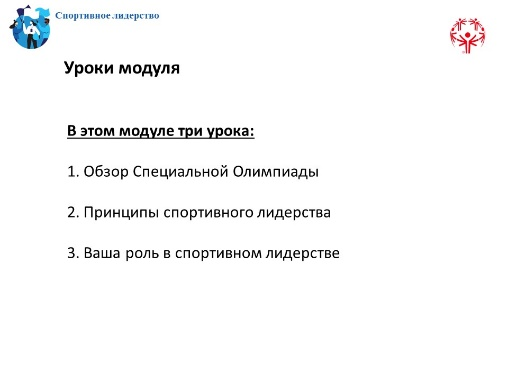 Спортивное лидерство
Уроки модуля
В этом модуле три урока:
1. Обзор Специальной Олимпиады
2. Принципы спортивного лидерства
3. Ваша роль в спортивном лидерстве